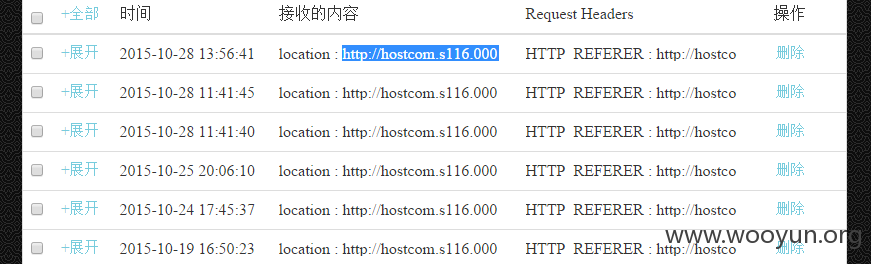 +全部 时间 接收的内容 Request Headers 操作
+展开 2015-10-28 13:56:41 location : http://hostcom.s116.000 HTTP_REFERER : http://hostco 删除
+展开 2015-10-28 11:41:45 location : http://hostcom.s116.000 HTTP_REFERER : http://hostco 删除
+展开 2015-10-28 11:41:40 location : http://hostcom.s116.000 HTTP_REFERER : http://hostco 删除
+展开 2015-10-25 20:06:10 location : http://hostcom.s116.000 HTTP_REFERER : http://hostco 删除
+展开 2015-10-24 17:45:37 location : http://hostcom.s116.000 HTTP_REFERER : http://hostco 删除
+展开 2015-10-19 16:50:23 location : http://hostcom.s116.000 HTTP_REFERER : http://hostco 删除
www.wooyun.org